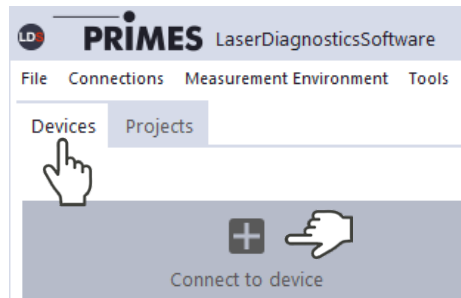 LDS PRIMES LaserDiagnosticsSoftware
File Connections Measurement Environment Tools
Devices Projects
Connect to device